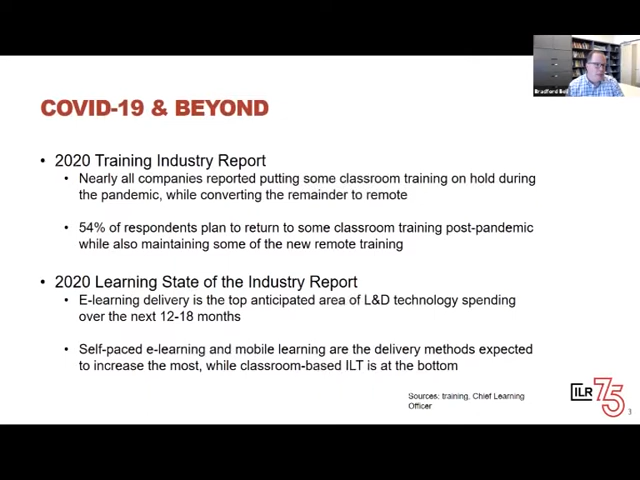 Bradford Bell
COVID-19 & BEYOND
• 2020 Training Industry Report
• Nearly all companies reported putting some classroom training on hold during
the pandemic, while converting the remainder to remote
• 54% of respondents plan to return to some classroom training post-pandemic
while also maintaining some of the new remote training
• 2020 Learning State of the Industry Report
• E-learning delivery is the top anticipated area of L&D technology spending
over the next 12-18 months
• Self-paced e-learning and mobile learning are the delivery methods expected
to increase the most, while classroom-based ILT is at the bottom
Sources: training, Chief Learning
Officer
ILR 75
3